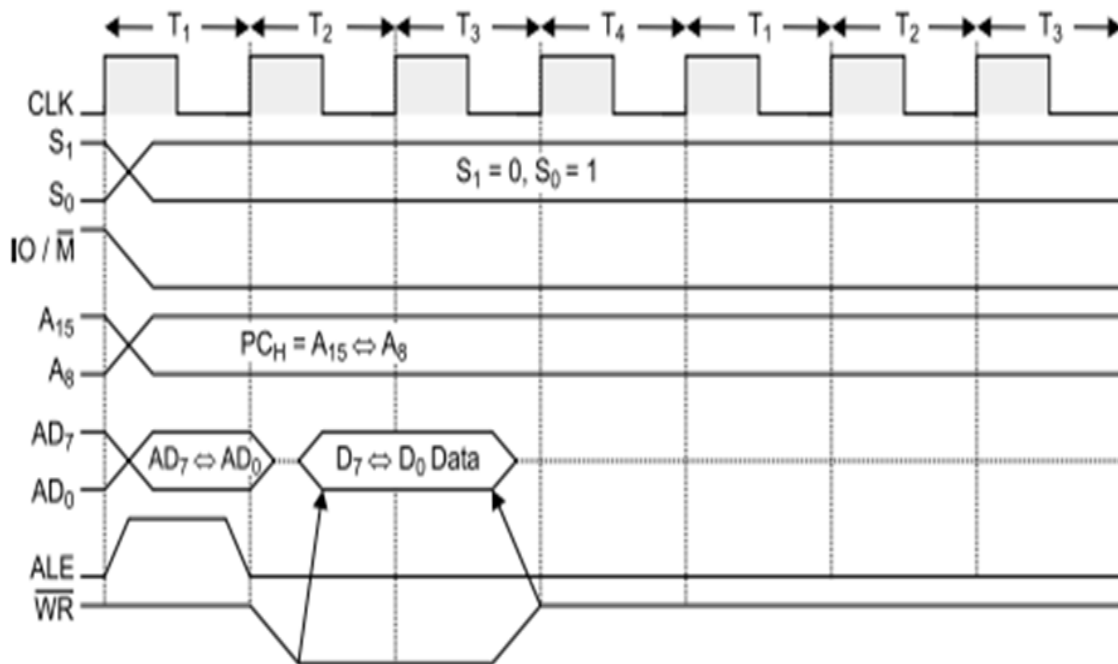 T₁ T₂ T₃ T₄ T₁ T₂ T₃
CLK
S₁
S₁ = 0, S₀ = 1
S₀
IO / M̅
A₁₅
PC_H = A₁₅ ⇔ A₈
A₈
AD₇
AD₇ ⇔ AD₀ D₇ ⇔ D₀ Data
AD₀
ALE
W̅R̅